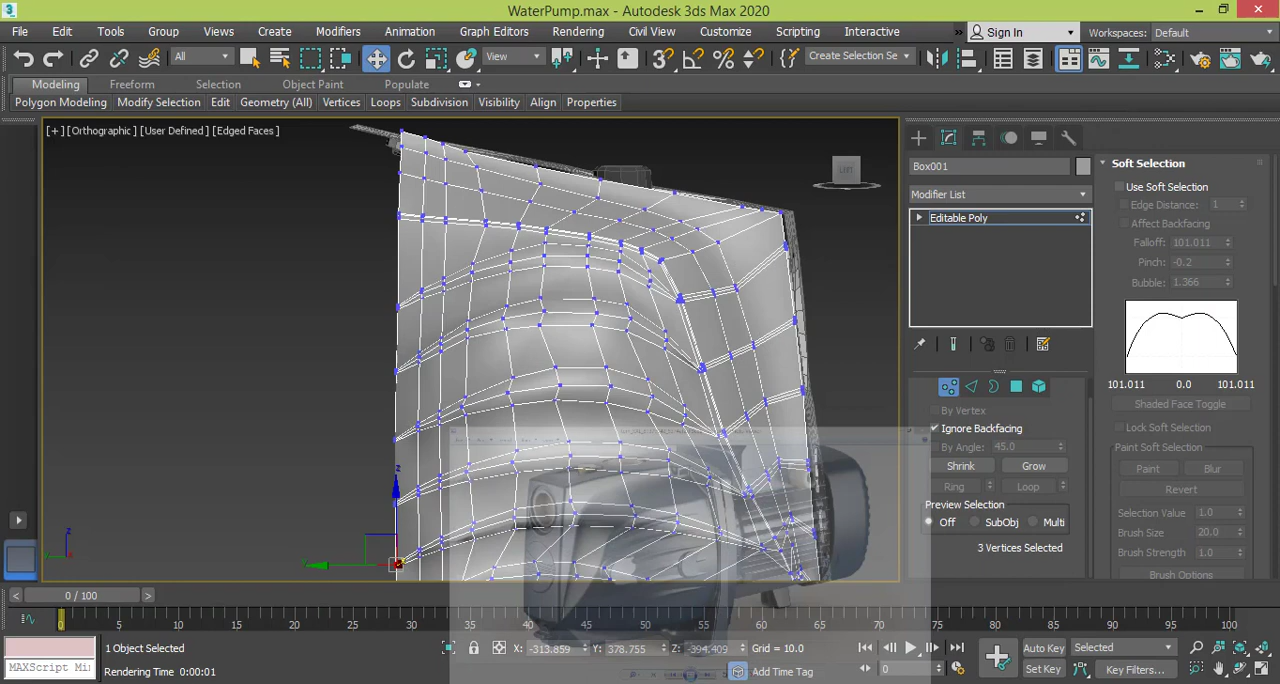 WaterPump.max - Autodesk 3ds Max 2020
File Edit Tools Group Views Create Modifiers Animation Graph Editors Rendering Civil View Customize Scripting Interactive » Sign In Workspaces: Default
All View Create Selection Se
Modeling Freeform Selection Object Paint Populate
Polygon Modeling Modify Selection Edit Geometry (All) Vertices Loops Subdivision Visibility Align Properties
[+] [Orthographic] [User Defined] [Edged Faces]
LEFT
Box001
Modifier List
Editable Poly
By Vertex
Ignore Backfacing
By Angle: 45.0
Shrink Grow
Ring Loop
Preview Selection
Off SubObj Multi
3 Vertices Selected
Soft Selection
Use Soft Selection
Edge Distance: 1
Affect Backfacing
Falloff: 101.011
Pinch: -0.2
Bubble: 1.366
101.011 0.0 101.011
Shaded Face Toggle
Lock Soft Selection
Paint Soft Selection
Paint Blur
Revert
Selection Value 1.0
Brush Size 20.0
Brush Strength 1.0
Brush Options
z
z
0 / 100
0 5 10 15 20 25 30 35 40 45 50 55 60 65 70 75 80 85 90 95 100
1 Object Selected X: -313.859 Y: 378.755 Z: -394.409 Grid = 10.0 Auto Key Selected
MAXScript Mi
Rendering Time 0:00:01 Add Time Tag 0 Set Key Key Filters...